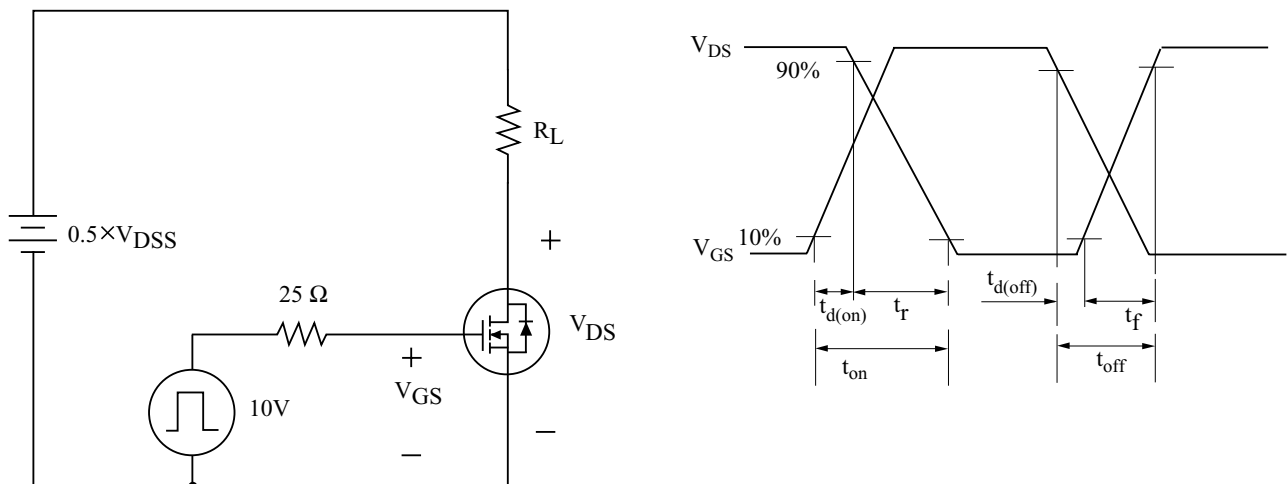 R_L
0.5×V_DSS
+
25 Ω
V_DS
+
V_GS
10V
−
−
V_DS
90%
10%
V_GS
t_d(on)
t_r
t_d(off)
t_f
t_on
t_off